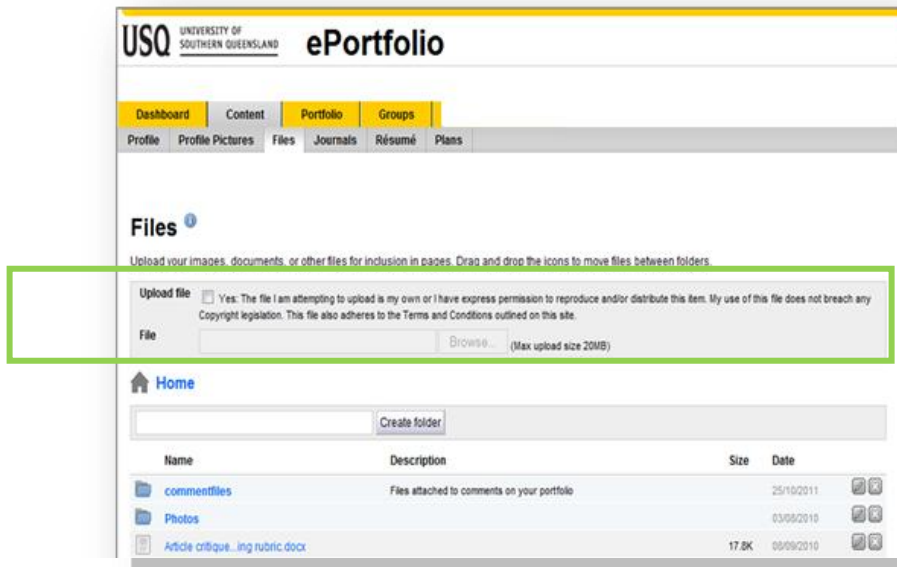 USQ UNIVERSITY OF SOUTHERN QUEENSLAND ePortfolio
Dashboard Content Portfolio Groups
Profile Profile Pictures Files Journals Résumé Plans
Files
Upload your images, documents, or other files for inclusion in pages. Drag and drop the icons to move files between folders.
Upload file Yes: The file I am attempting to upload is my own or I have express permission to reproduce and/or distribute this item. My use of this file does not breach any
Copyright legislation. This file also adheres to the Terms and Conditions outlined on this site.
File Browse... (Max upload size 20MB)
Home
Create folder
Name Description Size Date
commentfiles Files attached to comments on your portfolio 25/10/2011
Photos 03/08/2010
Article critique...ing rubric.docx 17.8K 08/09/2010